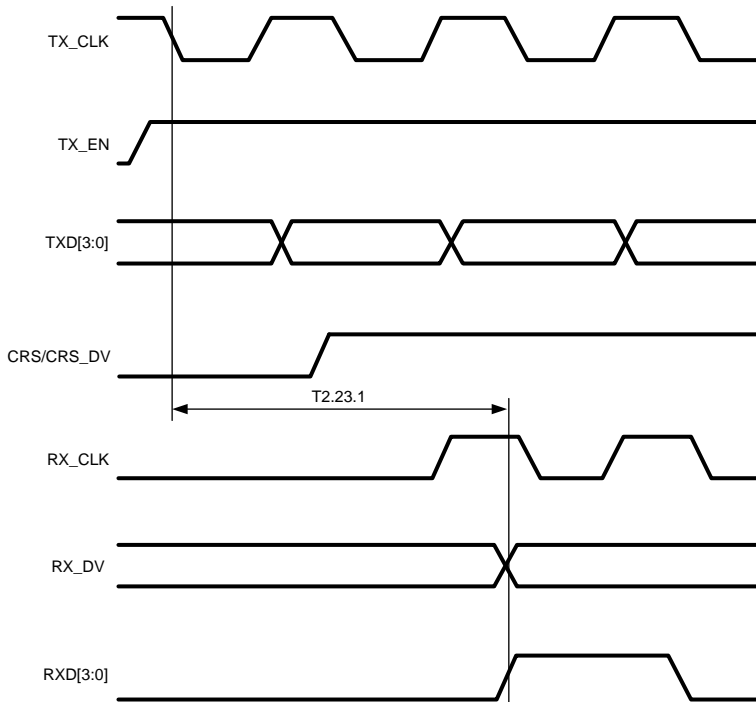 TX_CLK
TX_EN
TXD[3:0]
CRS/CRS_DV
T2.23.1
RX_CLK
RX_DV
RXD[3:0]